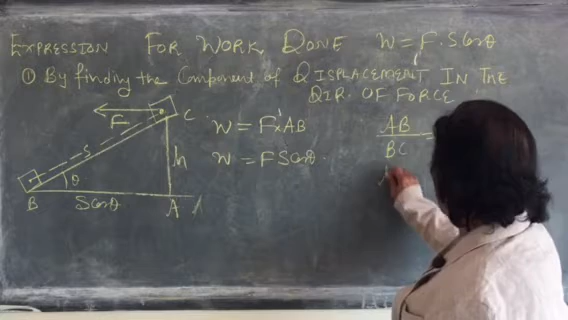 EXPRESSION FOR WORK DONE W = F.SCosθ
① By finding the Component of DISPLACEMENT IN THE
DIR. OF FORCE
C
F
S
h
θ
B SCosθ A
W = F x AB
W = FSCosθ.
AB
BC =